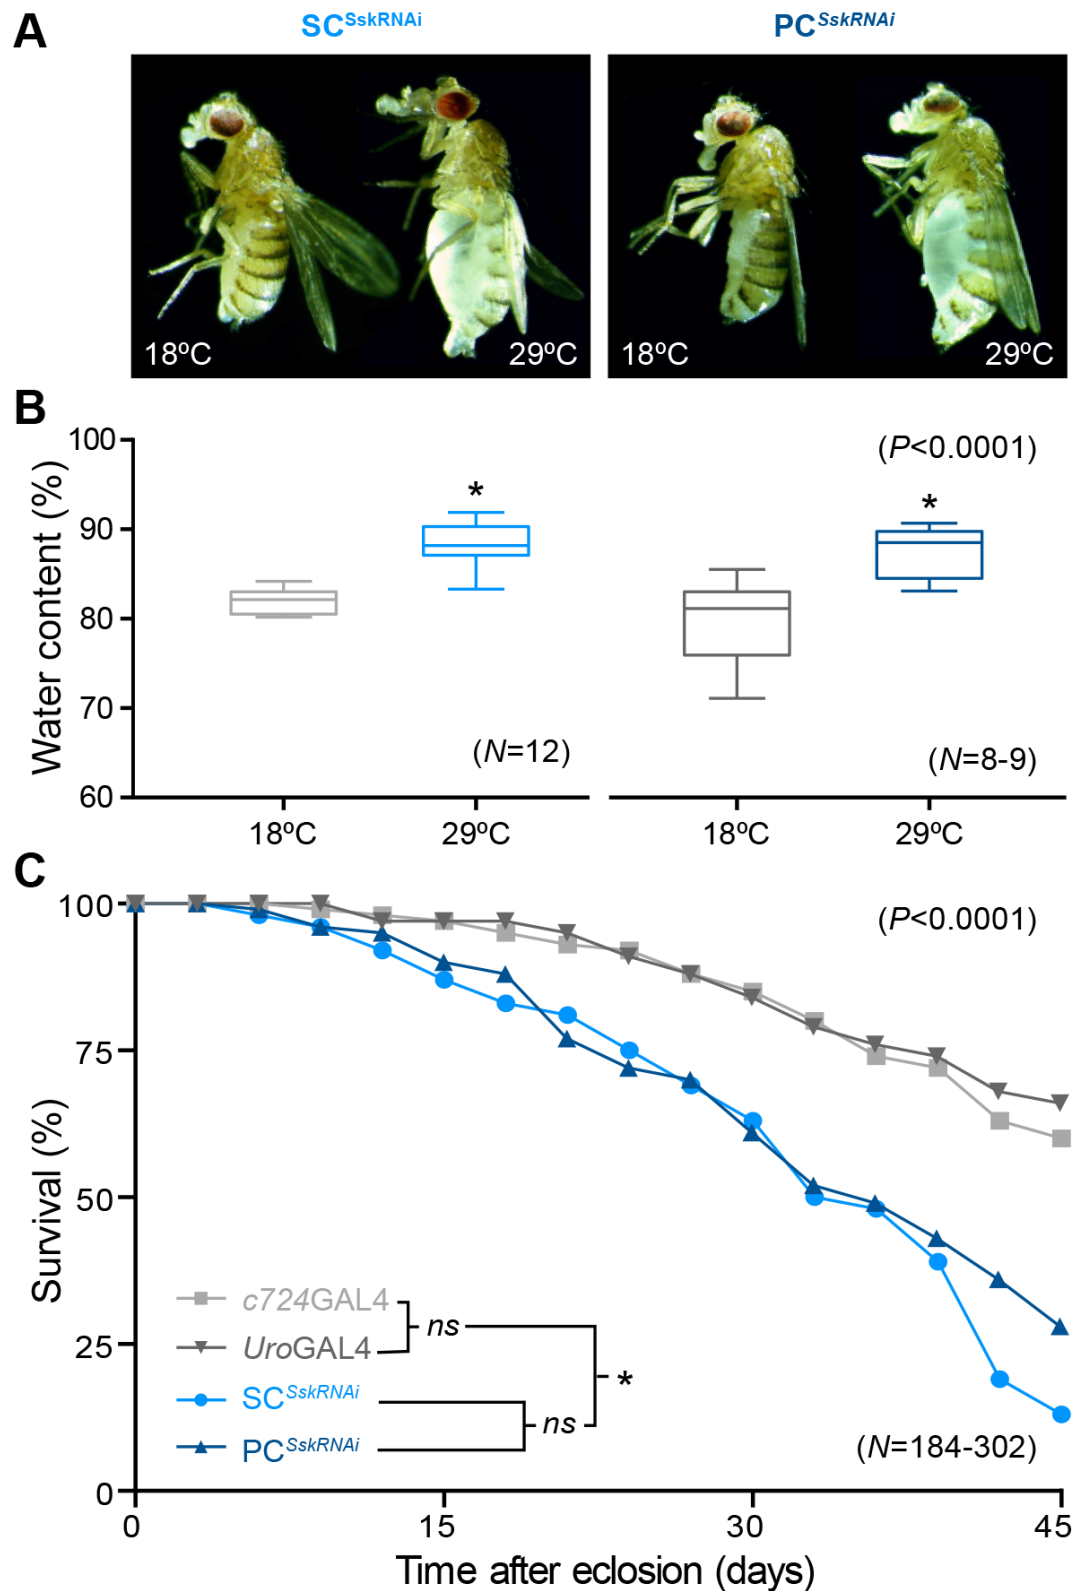 A
SC^SskRNAi
PC^SskRNAi
18ºC
29ºC
18ºC
29ºC
B
Water content (%)
100
90
80
70
60
(P<0.0001)
*
*
(N=12)
(N=8-9)
18ºC
29ºC
18ºC
29ºC
C
Survival (%)
100
75
50
25
0
(P<0.0001)
c724GAL4
UroGAL4
SC^SskRNAi
PC^SskRNAi
ns
ns
*
(N=184-302)
0
15
30
45
Time after eclosion (days)